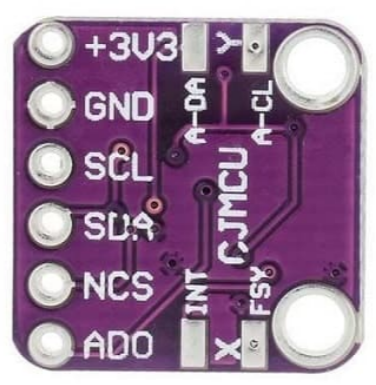 +3V3
GND
SCL
SDA
NCS
ADO
A-DA
Y
A-CL
CJMCU
INT
X
FSY